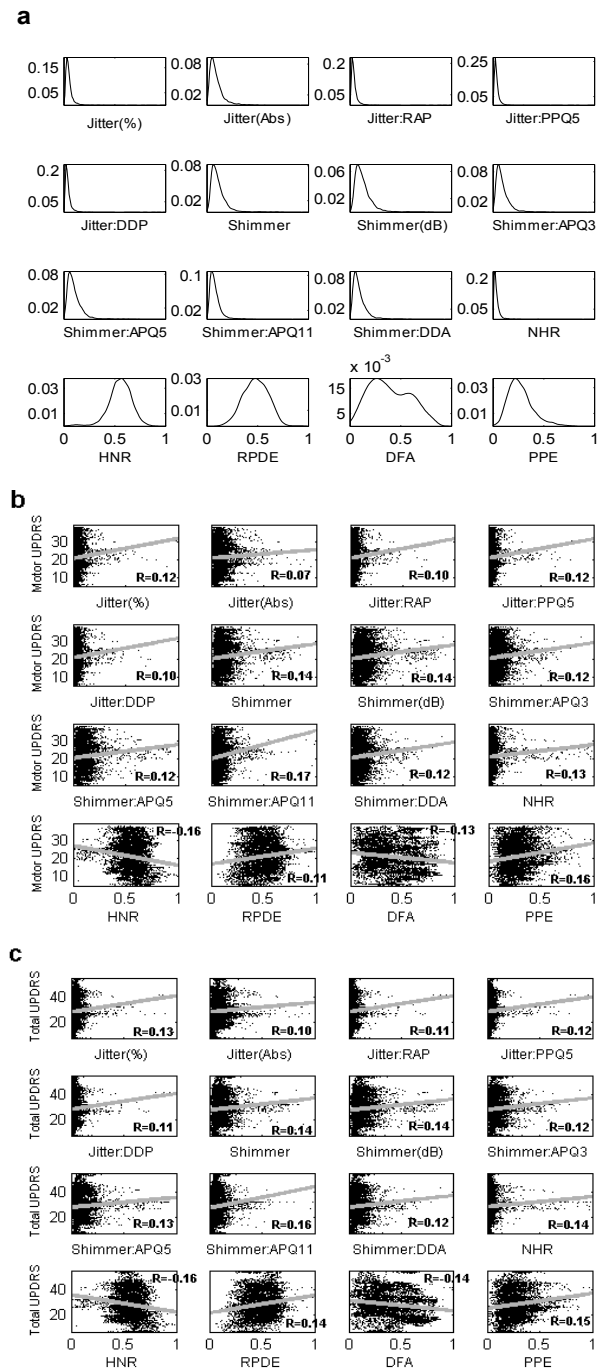 a
0.15 0.08 0.2 0.25
0.05 0.02 0.05 0.05
Jitter(%) Jitter(Abs) Jitter:RAP Jitter:PPQ5
0.2 0.08 0.06 0.08
0.05 0.02 0.02 0.02
Jitter:DDP Shimmer Shimmer(dB) Shimmer:APQ3
0.08 0.1 0.08 0.2
0.02 0.02 0.02 0.05
Shimmer:APQ5 Shimmer:APQ11 Shimmer:DDA NHR
x 10^-3
0.03 0.03 15 0.03
0.01 0.01 5 0.01
0 0.5 1 0 0.5 1 0 0.5 1 0 0.5 1
HNR RPDE DFA PPE
b
Motor UPDRS
30
20
10
R=0.12 R=0.07 R=0.10 R=0.12
Jitter(%) Jitter(Abs) Jitter:RAP Jitter:PPQ5
Motor UPDRS
30
20
10
R=0.10 R=0.14 R=0.14 R=0.12
Jitter:DDP Shimmer Shimmer(dB) Shimmer:APQ3
Motor UPDRS
30
20
10
R=0.12 R=0.17 R=0.12 R=0.13
Shimmer:APQ5 Shimmer:APQ11 Shimmer:DDA NHR
Motor UPDRS
30
20
10
R=-0.16 R=0.11 R=-0.13 R=0.16
0 0.5 1 0 0.5 1 0 0.5 1 0 0.5 1
HNR RPDE DFA PPE
c
Total UPDRS
40
20
R=0.13 R=0.10 R=0.11 R=0.12
Jitter(%) Jitter(Abs) Jitter:RAP Jitter:PPQ5
Total UPDRS
40
20
R=0.11 R=0.14 R=0.14 R=0.12
Jitter:DDP Shimmer Shimmer(dB) Shimmer:APQ3
Total UPDRS
40
20
R=0.13 R=0.16 R=0.12 R=0.14
Shimmer:APQ5 Shimmer:APQ11 Shimmer:DDA NHR
Total UPDRS
40
20
R=-0.16 R=0.14 R=-0.14 R=0.15
0 0.5 1 0 0.5 1 0 0.5 1 0 0.5 1
HNR RPDE DFA PPE